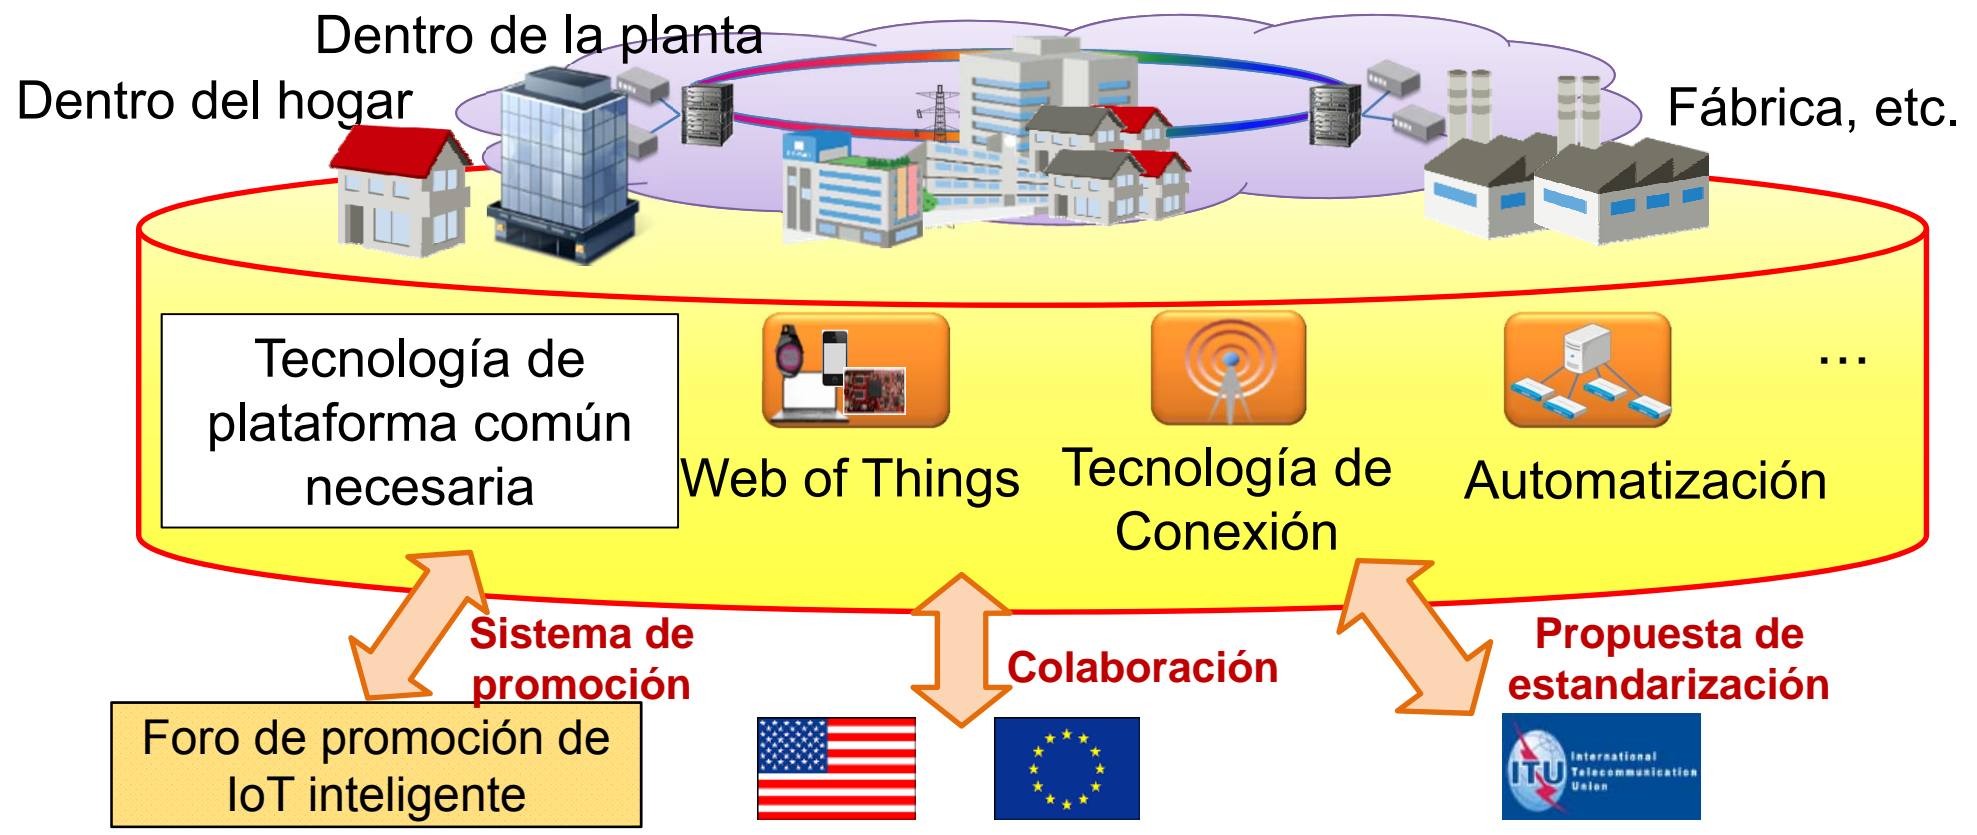 Dentro de la planta
Dentro del hogar
Fábrica, etc.
Tecnología de
plataforma común
necesaria
Web of Things
Tecnología de
Conexión
Automatización
...
Sistema de
promoción
Colaboración
Propuesta de
estandarización
Foro de promoción de
IoT inteligente
ITU
International
Telecommunication
Union